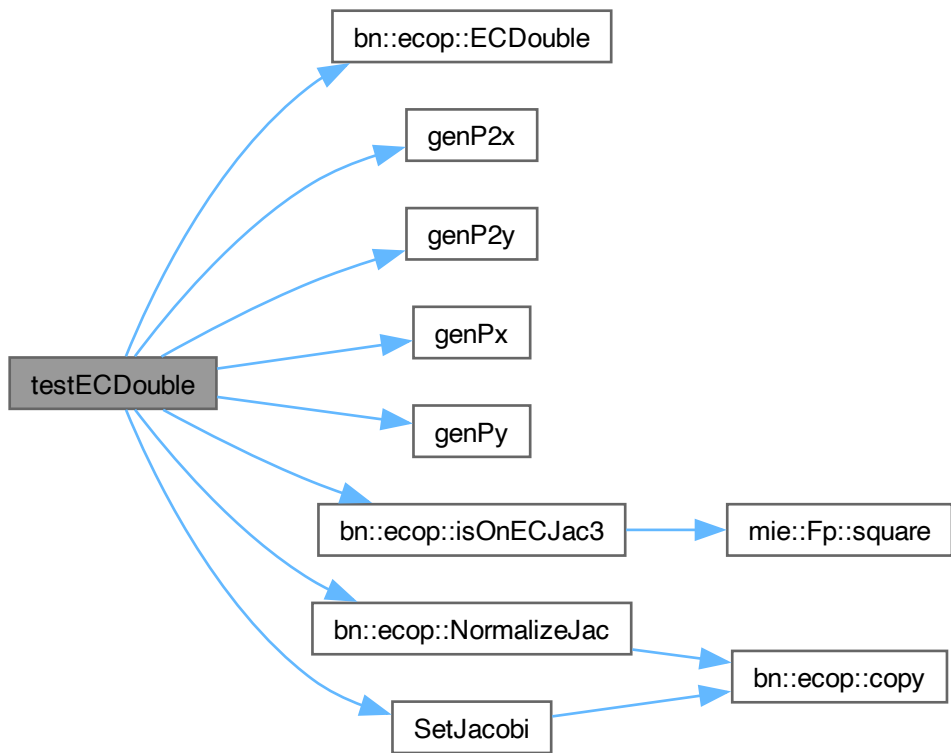 bn::ecop::ECDouble
genP2x
genP2y
genPx
testECDouble
genPy
bn::ecop::isOnECJac3
mie::Fp::square
bn::ecop::NormalizeJac
bn::ecop::copy
SetJacobi